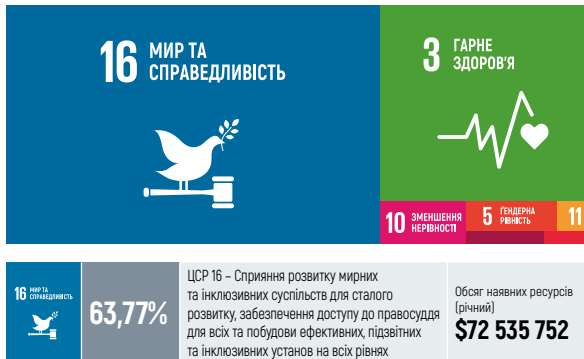 16 МИР ТА
СПРАВЕДЛИВІСТЬ
3 ГАРНЕ
ЗДОРОВ'Я
10 ЗМЕНШЕННЯ
НЕРІВНОСТІ
5 ҐЕНДЕРНА
РІВНІСТЬ
11
16 МИР ТА
СПРАВЕДЛИВІСТЬ
63,77%
ЦСР 16 – Сприяння розвитку мирних
та інклюзивних суспільств для сталого
розвитку, забезпечення доступу до правосуддя
для всіх та побудови ефективних, підзвітних
та інклюзивних установ на всіх рівнях
Обсяг наявних ресурсів
(річний)
$72 535 752